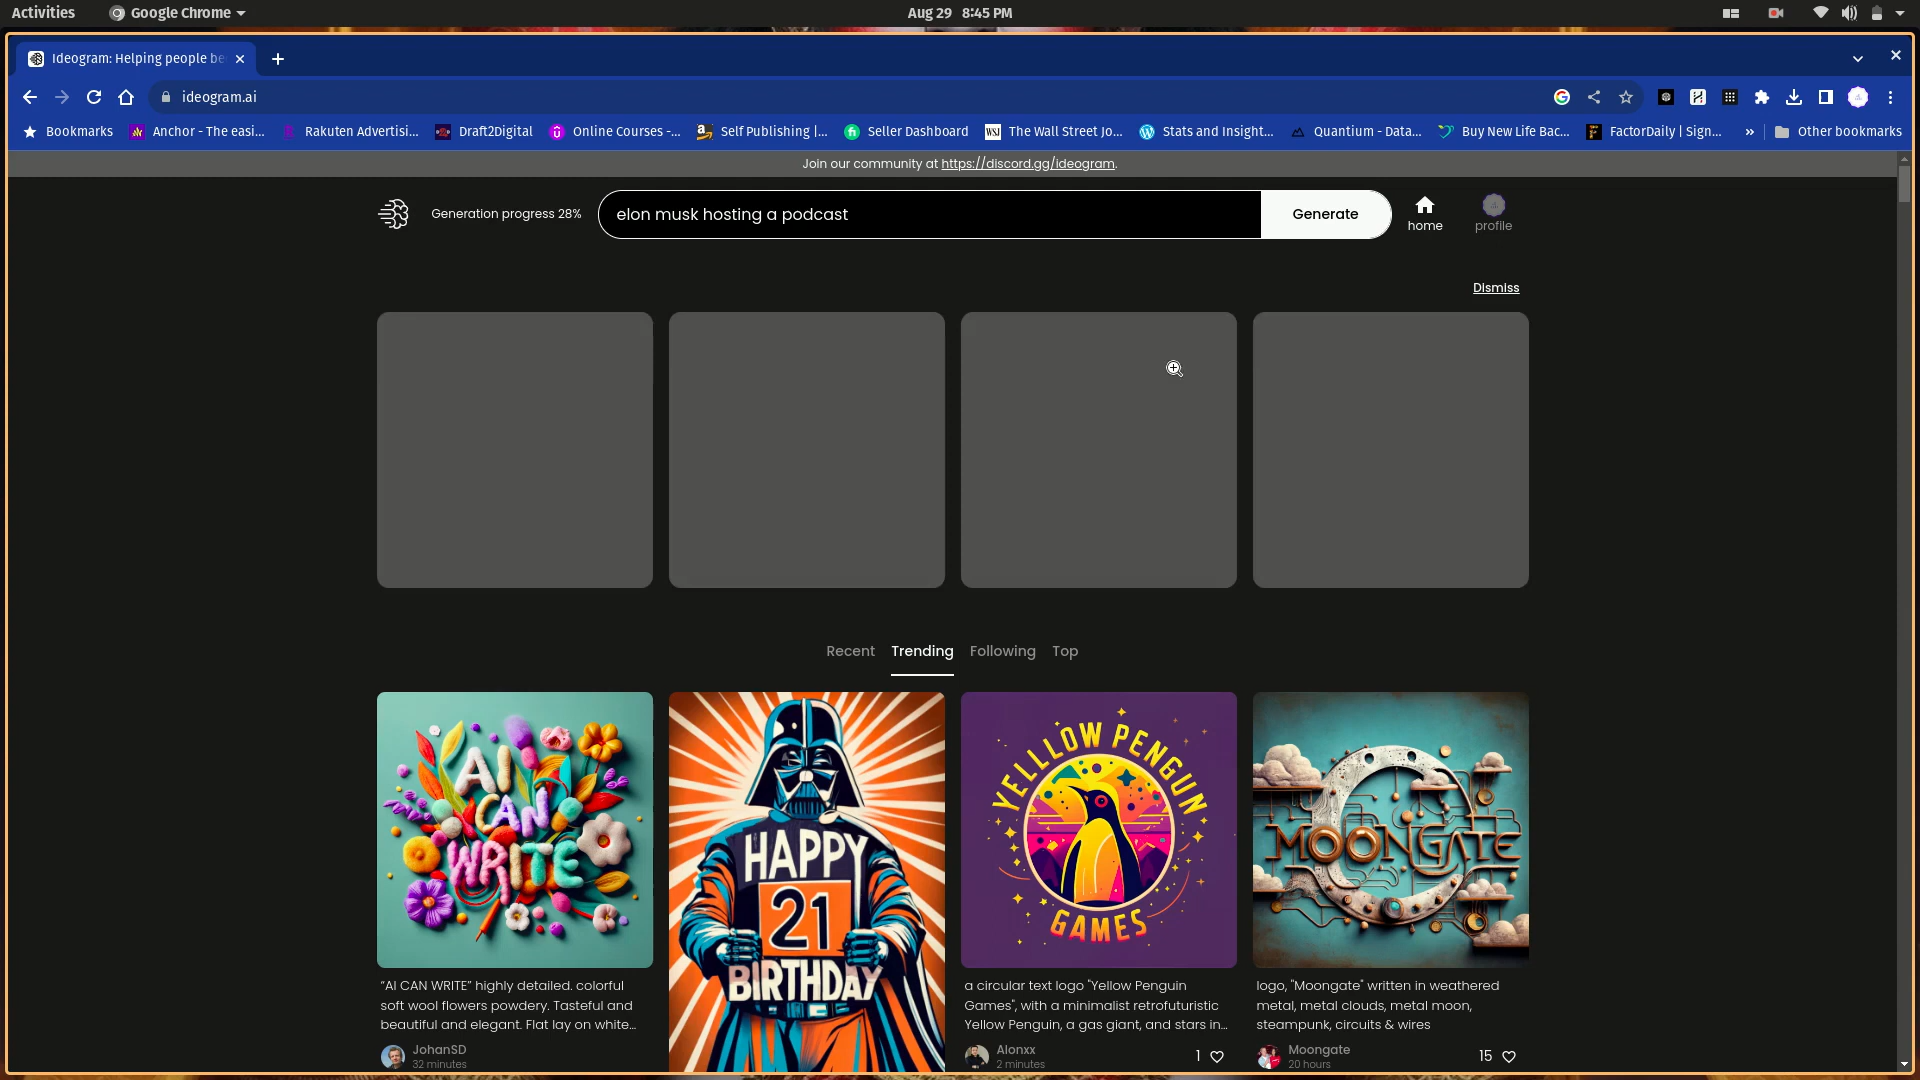 Activities
Google Chrome
Aug 29 8:45 PM
Ideogram: Helping people be
ideogram.ai
Bookmarks
Anchor - The easi...
Rakuten Advertisi...
Draft2Digital
Online Courses -...
Self Publishing |...
Seller Dashboard
The Wall Street Jo...
Stats and Insight...
Quantium - Data...
Buy New Life Bac...
FactorDaily | Sign...
»
Other bookmarks
Join our community at https://discord.gg/ideogram.
Generation progress 28%
elon musk hosting a podcast
Generate
home
profile
Dismiss
Recent
Trending
Following
Top
AI
CAN
WRITE
HAPPY
21
BIRTHDAY
YELLLOW PENGUN
GAMES
MOONGATE
"AI CAN WRITE" highly detailed. colorful
soft wool flowers powdery. Tasteful and
beautiful and elegant. Flat lay on white...
JohanSD
32 minutes
a circular text logo "Yellow Penguin
Games", with a minimalist retrofuturistic
Yellow Penguin, a gas giant, and stars in...
Alonxx
2 minutes
1
logo, "Moongate" written in weathered
metal, metal clouds, metal moon,
steampunk, circuits & wires
Moongate
20 hours
15